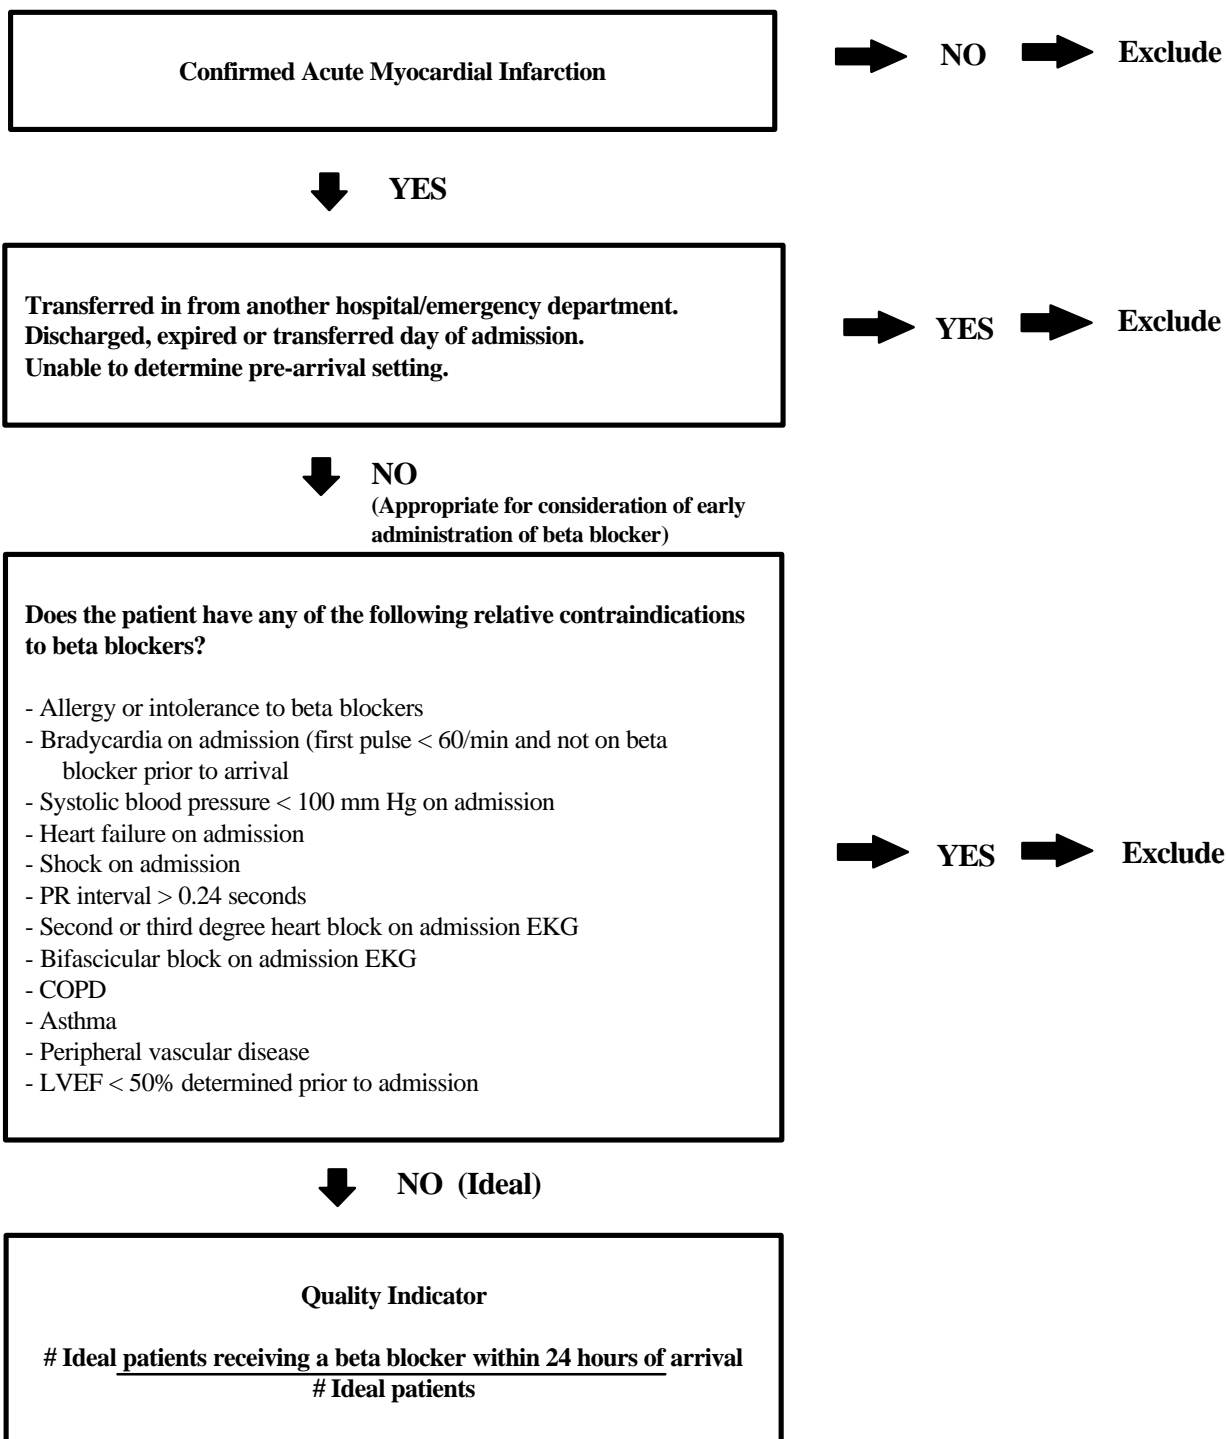 Confirmed Acute Myocardial Infarction
NO
Exclude
YES
Transferred in from another hospital/emergency department.
Discharged, expired or transferred day of admission.
Unable to determine pre-arrival setting.
YES
Exclude
NO
(Appropriate for consideration of early
administration of beta blocker)
Does the patient have any of the following relative contraindications
to beta blockers?
- Allergy or intolerance to beta blockers
- Bradycardia on admission (first pulse < 60/min and not on beta
blocker prior to arrival
- Systolic blood pressure < 100 mm Hg on admission
- Heart failure on admission
- Shock on admission
- PR interval > 0.24 seconds
- Second or third degree heart block on admission EKG
- Bifascicular block on admission EKG
- COPD
- Asthma
- Peripheral vascular disease
- LVEF < 50% determined prior to admission
YES
Exclude
NO (Ideal)
Quality Indicator
# Ideal patients receiving a beta blocker within 24 hours of arrival
# Ideal patients